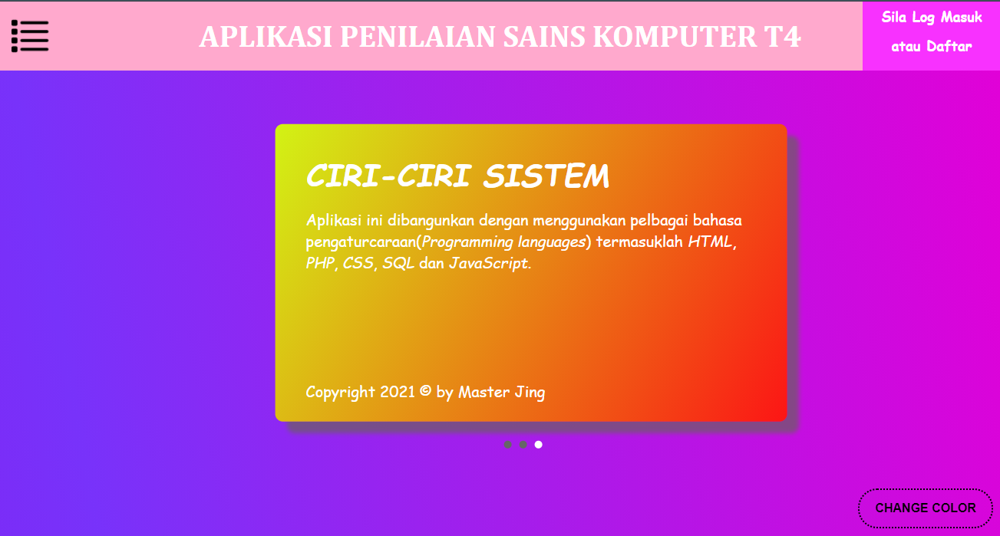 APLIKASI PENILAIAN SAINS KOMPUTER T4
Sila Log Masuk
atau Daftar
CIRI-CIRI SISTEM
Aplikasi ini dibangunkan dengan menggunakan pelbagai bahasa
pengaturcaraan(Programming languages) termasuklah HTML,
PHP, CSS, SQL dan JavaScript.
Copyright 2021 © by Master Jing
CHANGE COLOR